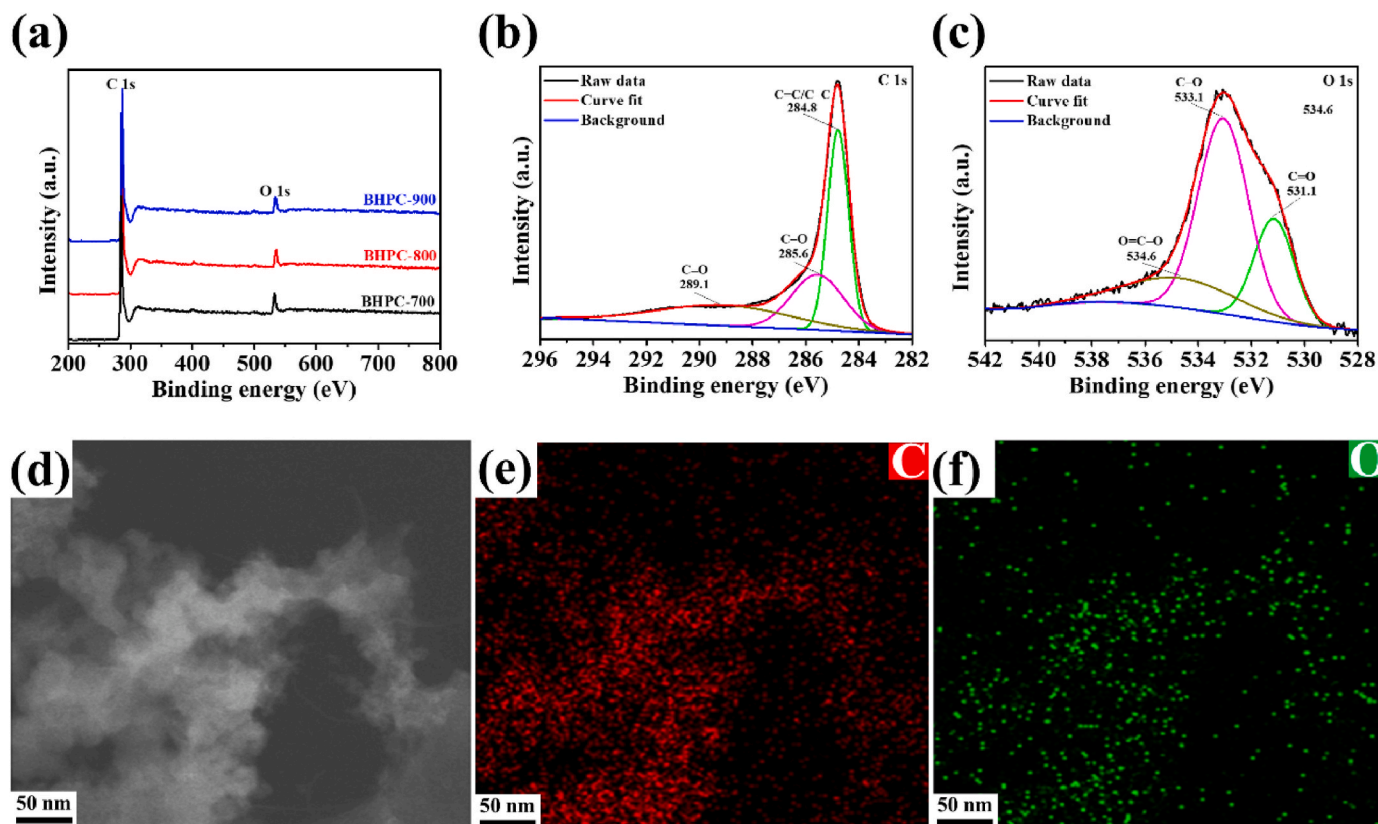 (a)
C 1s
O 1s
BHPC-900
BHPC-800
BHPC-700
Intensity (a.u.)
200 300 400 500 600 700 800
Binding energy (eV)
(b)
Raw data
Curve fit
Background
C 1s
C=C/C C
284.8
C–O
285.6
C–O
289.1
Intensity (a.u.)
296 294 292 290 288 286 284 282
Binding energy (eV)
(c)
Raw data
Curve fit
Background
O 1s
534.6
C–O
533.1
C=O
531.1
O=C–O
534.6
Intensity (a.u.)
542 540 538 536 534 532 530 528
Binding energy (eV)
(d)
50 nm
(e)
C
50 nm
(f)
O
50 nm